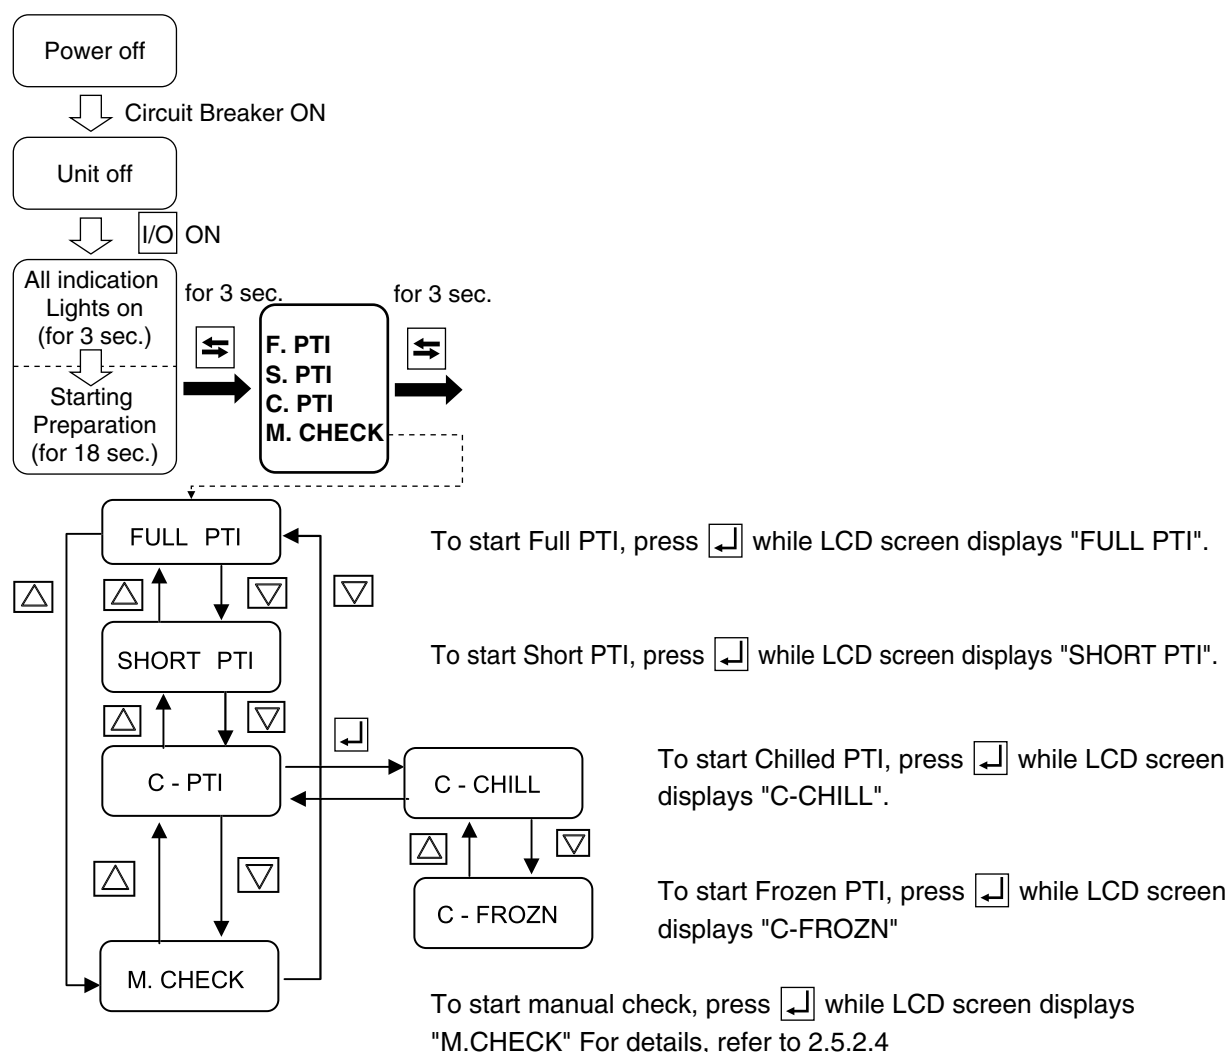 Power off
Circuit Breaker ON
Unit off
I/O ON
All indication
Lights on
(for 3 sec.)
Starting
Preparation
(for 18 sec.)
for 3 sec.
F. PTI
S. PTI
C. PTI
M. CHECK
for 3 sec.
FULL PTI
To start Full PTI, press while LCD screen displays "FULL PTI".
SHORT PTI
To start Short PTI, press while LCD screen displays "SHORT PTI".
C - PTI
C - CHILL
To start Chilled PTI, press while LCD screen
displays "C-CHILL".
C - FROZN
To start Frozen PTI, press while LCD screen
displays "C-FROZN"
M. CHECK
To start manual check, press while LCD screen displays
"M.CHECK" For details, refer to 2.5.2.4